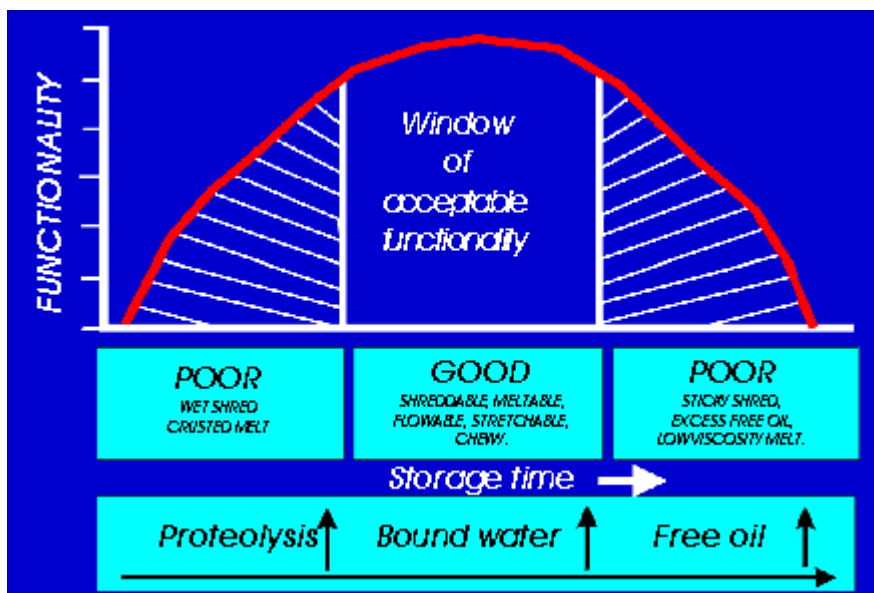 FUNCTIONALITY
Window
of
acceptable
functionality
POOR
WET SHRED
CRUSTED MELT
GOOD
SHREDDABLE, MELTABLE,
FLOWABLE, STRETCHABLE,
CHEWY.
POOR
STICKY SHRED,
EXCESS FREE OIL,
LOW VISCOSITY MELT.
Storage time
Proteolysis Bound water Free oil